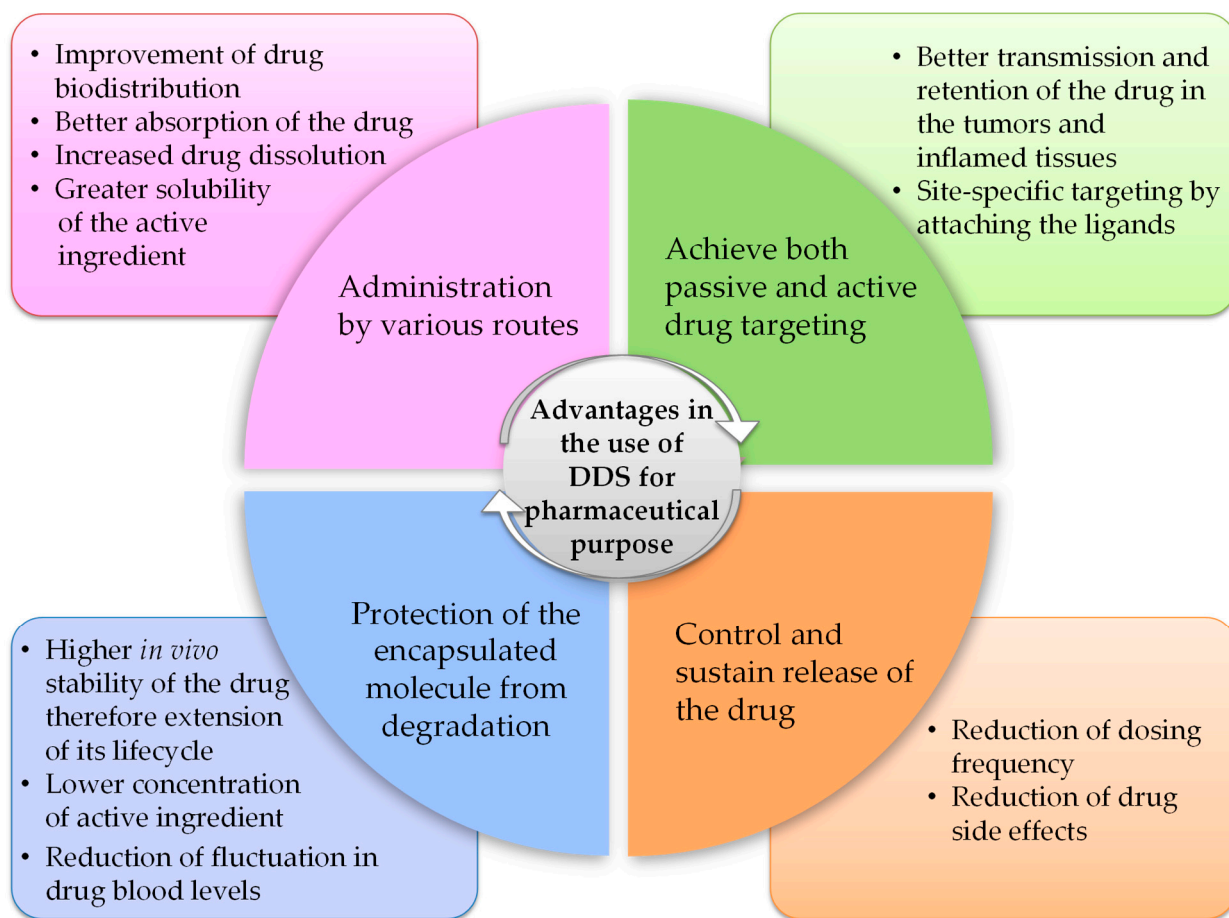 • Improvement of drug
biodistribution
• Better absorption of the drug
• Increased drug dissolution
• Greater solubility
of the active
ingredient
• Better transmission and
retention of the drug in
the tumors and
inflamed tissues
• Site-specific targeting by
attaching the ligands
Administration
by various routes
Achieve both
passive and active
drug targeting
Advantages in
the use of
DDS for
pharmaceutical
purpose
Protection of the
encapsulated
molecule from
degradation
Control and
sustain release of
the drug
• Higher in vivo
stability of the drug
therefore extension
of its lifecycle
• Lower concentration
of active ingredient
• Reduction of fluctuation in
drug blood levels
• Reduction of dosing
frequency
• Reduction of drug
side effects